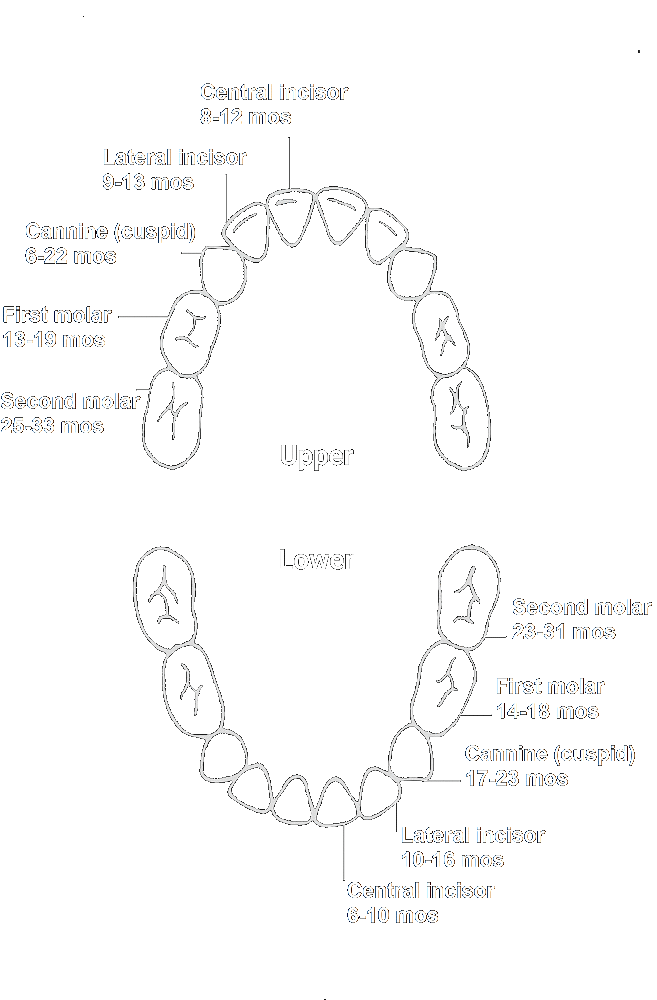 Central incisor
8-12 mos
Lateral incisor
9-13 mos
Cannine (cuspid)
6-22 mos
First molar
13-19 mos
Second molar
25-33 mos
Upper
Lower
Second molar
23-31 mos
First molar
14-18 mos
Cannine (cuspid)
17-23 mos
Lateral incisor
10-16 mos
Central incisor
6-10 mos